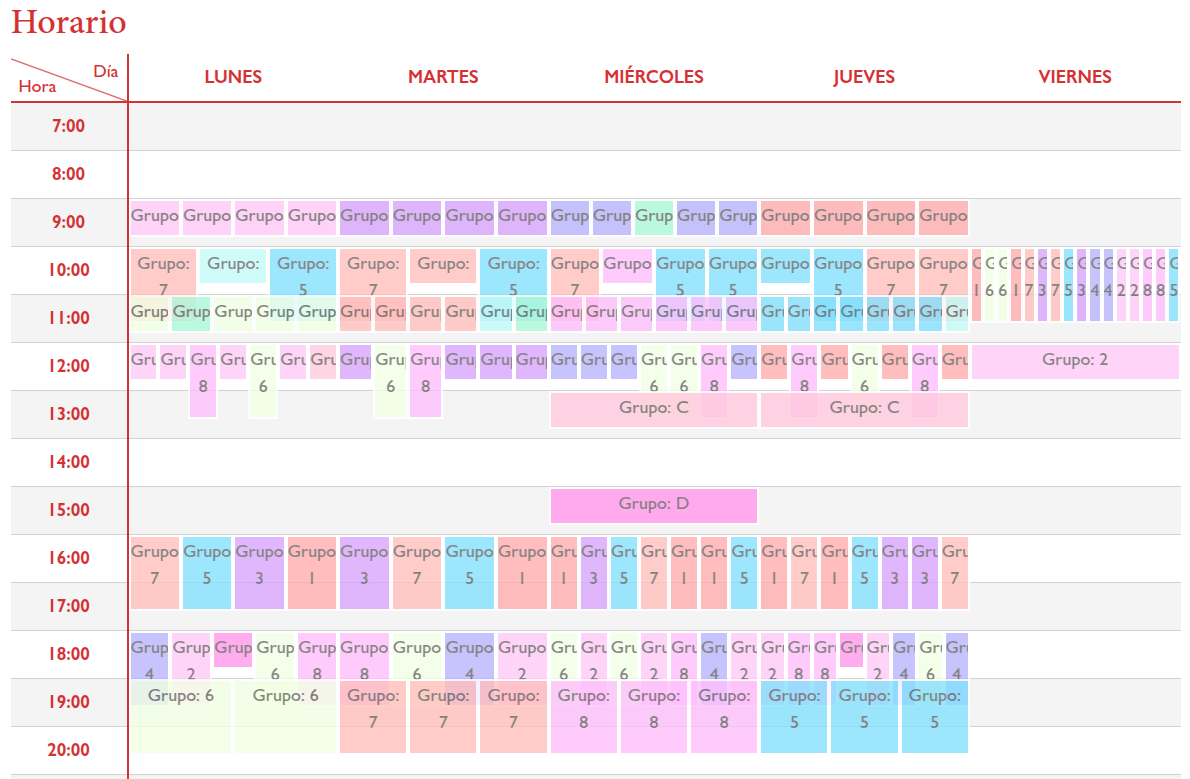 Horario
Día
Hora
LUNES MARTES MIÉRCOLES JUEVES VIERNES
7:00
8:00
9:00 Grupo Grupo Grupo Grupo Grupo Grupo Grupo Grupo Grup Grup Grup Grup Grup Grupo Grupo Grupo Grupo
10:00 Grupo: Grupo: Grupo: Grupo: Grupo: Grupo: Grupo Grupo Grupo Grupo Grupo Grupo Grupo Grupo G G G G G G G G G G G G G G G G
7 5 7 5 7 5 5 5 7 7 1 6 6 1 7 3 7 5 3 4 4 2 2 8 8 5
11:00 Grup Grup Grup Grup Grup Gru Gru Gru Gru Gru Gru Gru Gru Gru Gru Gru Gru Gru Gru Gru Gru Gru Gru Gru Gru
12:00 Gru Gru Gru Gru Gru Gru Gru Gru Gru Gru Gru Gru Gru Gru Gru Gru Gru Gru Gru Gru Gru Gru Gru Gru Gru Gru Gru Grupo: 2
8 6 6 8 6 6 8 8 6 8
13:00 Grupo: C Grupo: C
14:00
15:00 Grupo: D
16:00 Grupo Grupo Grupo Grupo Grupo Grupo Grupo Grupo Gru Gru Gru Gru Gru Gru Gru Gru Gru Gru Gru Gru Gru Gru
7 5 3 1 3 7 5 1 1 3 5 7 1 1 5 1 7 1 5 3 3 7
17:00
18:00 Grup Grup Grup Grup Grup Grupo Grupo Grupo Grupo Gru Gru Gru Gru Gru Gru Gru Gru Gru Gru Gru Gru Gru Gru Gru
4 2 6 8 8 6 4 2 6 2 6 2 8 4 2 2 8 8 2 4 6 4
19:00 Grupo: 6 Grupo: 6 Grupo: Grupo: Grupo: Grupo: Grupo: Grupo: Grupo: Grupo: Grupo:
7 7 7 8 8 8 5 5 5
20:00